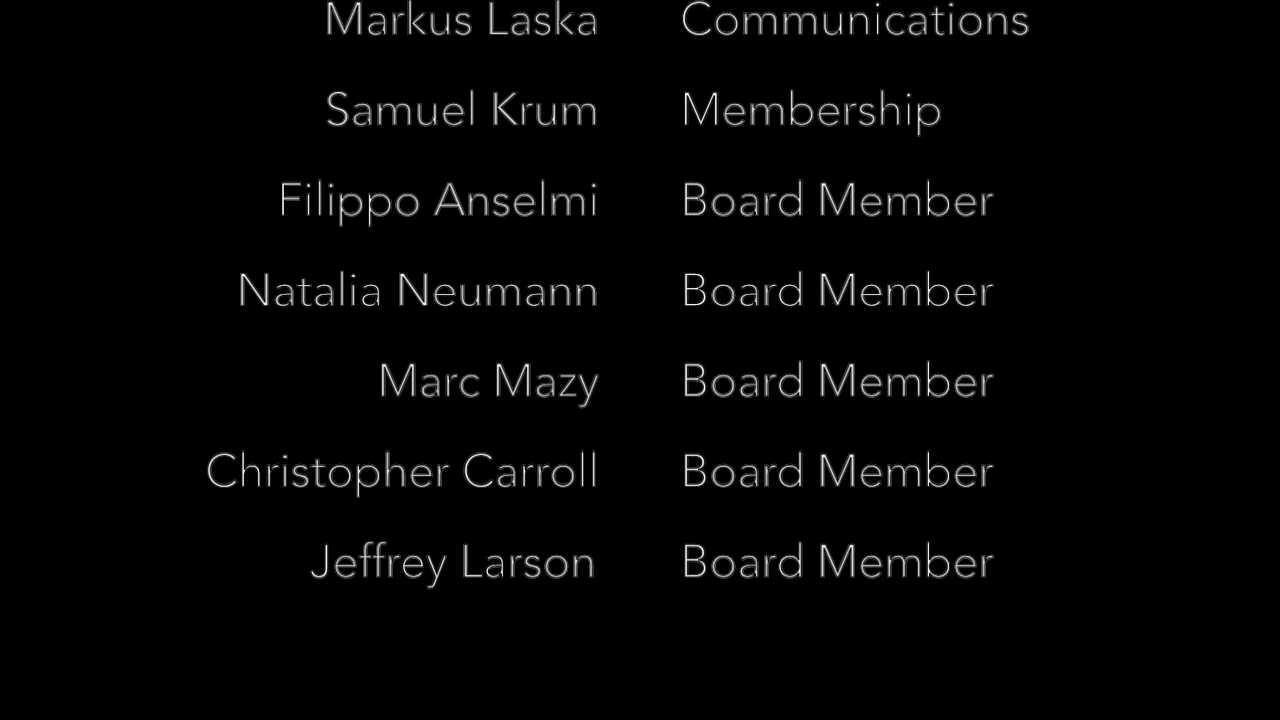 Markus Laska Communications
Samuel Krum Membership
Filippo Anselmi Board Member
Natalia Neumann Board Member
Marc Mazy Board Member
Christopher Carroll Board Member
Jeffrey Larson Board Member